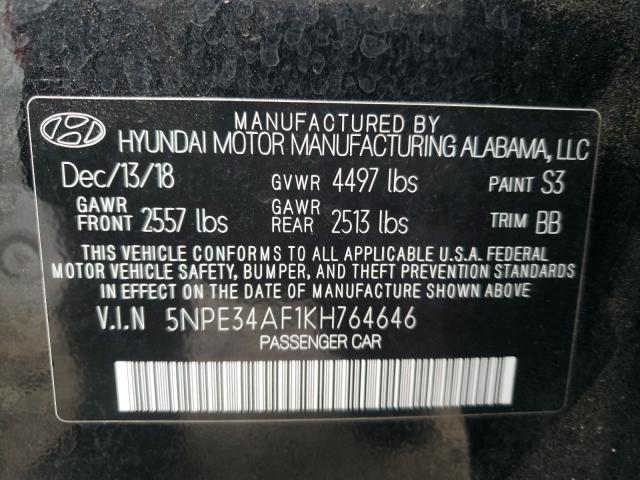 MANUFACTURED BY
HYUNDAI MOTOR MANUFACTURING ALABAMA, LLC
Dec/13/18 GVWR 4497 lbs PAINT S3
GAWR FRONT 2557 lbs GAWR REAR 2513 lbs TRIM BB
THIS VEHICLE CONFORMS TO ALL APPLICABLE U.S.A. FEDERAL
MOTOR VEHICLE SAFETY, BUMPER, AND THEFT PREVENTION STANDARDS
IN EFFECT ON THE DATE OF MANUFACTURE SHOWN ABOVE.
V.I.N 5NPE34AF1KH764646
PASSENGER CAR